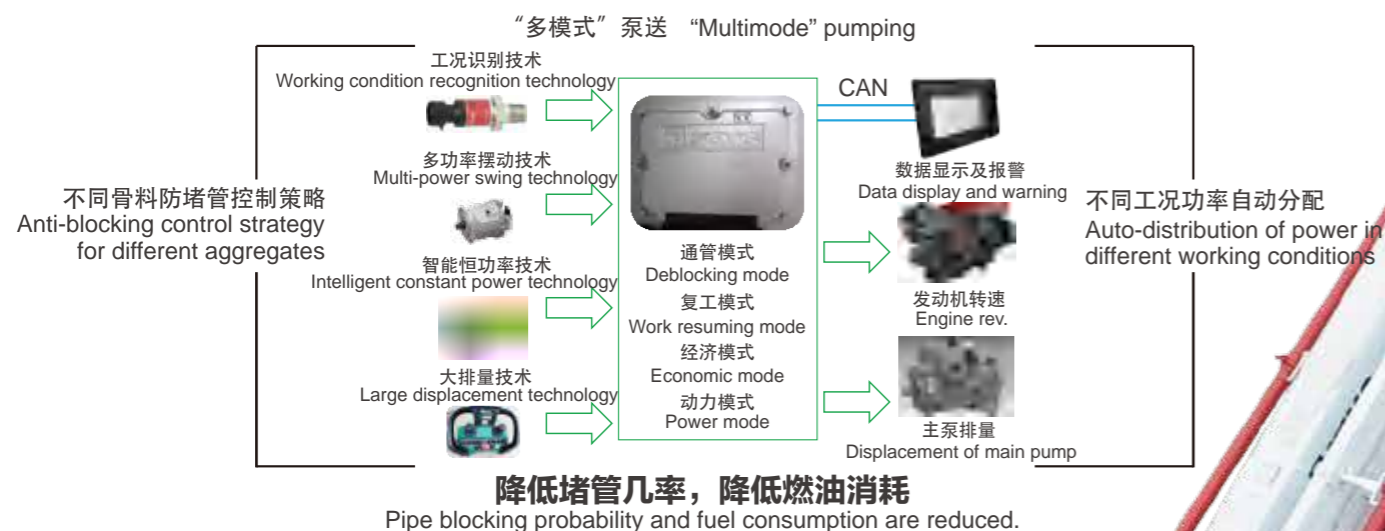 “多模式”泵送 “Multimode” pumping
工况识别技术
Working condition recognition technology
多功率摆动技术
Multi-power swing technology
智能恒功率技术
Intelligent constant power technology
大排量技术
Large displacement technology
不同骨料防堵管控制策略
Anti-blocking control strategy
for different aggregates
通管模式
Deblocking mode
复工模式
Work resuming mode
经济模式
Economic mode
动力模式
Power mode
CAN
数据显示及报警
Data display and warning
发动机转速
Engine rev.
主泵排量
Displacement of main pump
不同工况功率自动分配
Auto-distribution of power in
different working conditions
降低堵管几率，降低燃油消耗
Pipe blocking probability and fuel consumption are reduced.